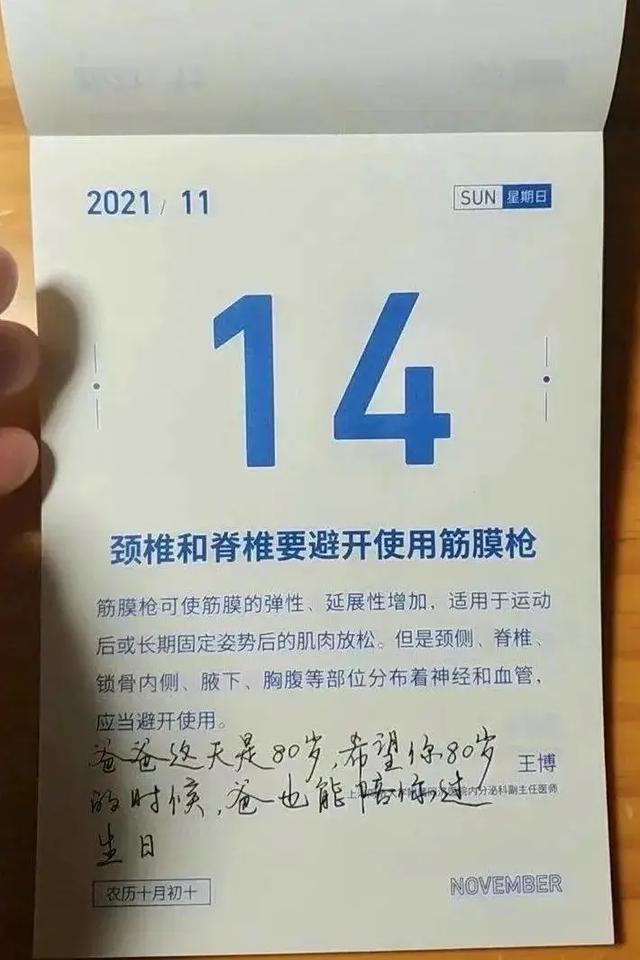 2021 / 11
SUN 星期日
14
颈椎和脊椎要避开使用筋膜枪
筋膜枪可使筋膜的弹性、延展性增加，适用于运动
后或长期固定姿势后的肌肉放松。但是颈侧、脊椎、
锁骨内侧、腋下、胸腹等部位分布着神经和血管，
应当避开使用。
爸爸这天是80岁，希望你80岁
王博
的时候，爸也能陪你过
内分泌科副主任医师
生日
农历十月初十
NOVEMBER